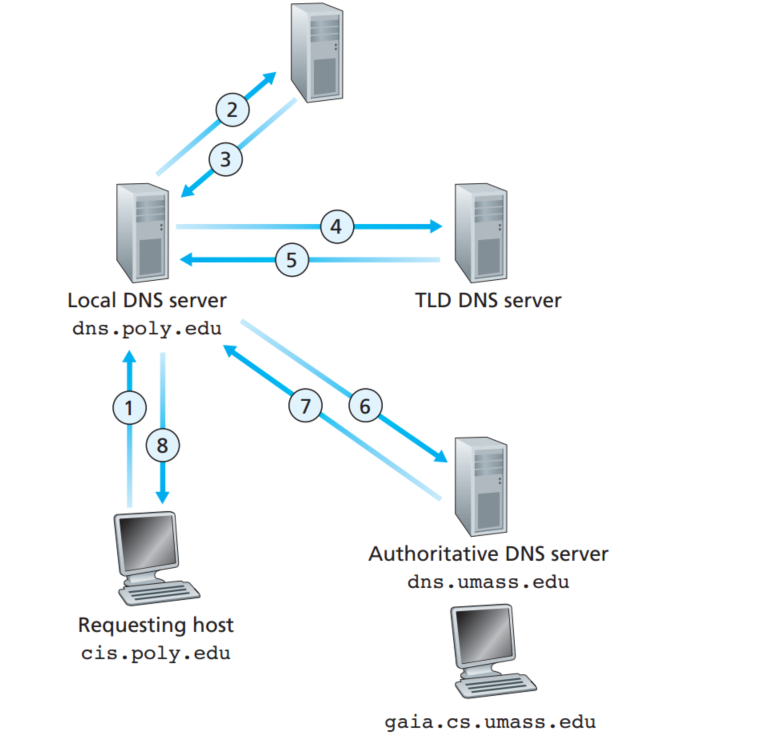 2
3
4
5
Local DNS server
dns.poly.edu
TLD DNS server
1
8
7
6
Authoritative DNS server
dns.umass.edu
Requesting host
cis.poly.edu
gaia.cs.umass.edu